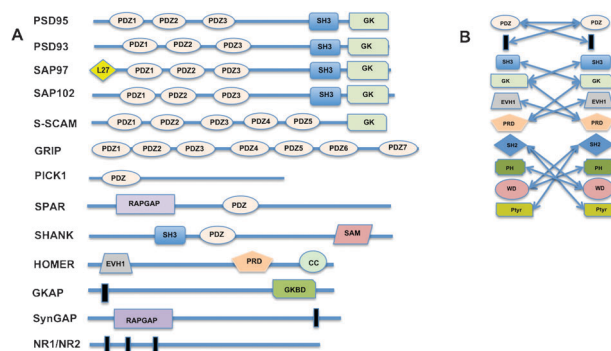 A
PSD95 PDZ1 PDZ2 PDZ3 SH3 GK
PSD93 PDZ1 PDZ2 PDZ3 SH3 GK
SAP97 L27 PDZ1 PDZ2 PDZ3 SH3 GK
SAP102 PDZ1 PDZ2 PDZ3 SH3 GK
S-SCAM PDZ1 PDZ2 PDZ3 PDZ4 PDZ5 GK
GRIP PDZ1 PDZ2 PDZ3 PDZ4 PDZ5 PDZ6 PDZ7
PICK1 PDZ
SPAR RAPGAP PDZ
SHANK SH3 PDZ SAM
HOMER EVH1 PRD CC
GKAP GKBD
SynGAP RAPGAP
NR1/NR2
B
PDZ PDZ
SH3 SH3
GK GK
EVH1 EVH1
PRD PRD
SH2 SH2
PH PH
WD WD
Ptyr Ptyr